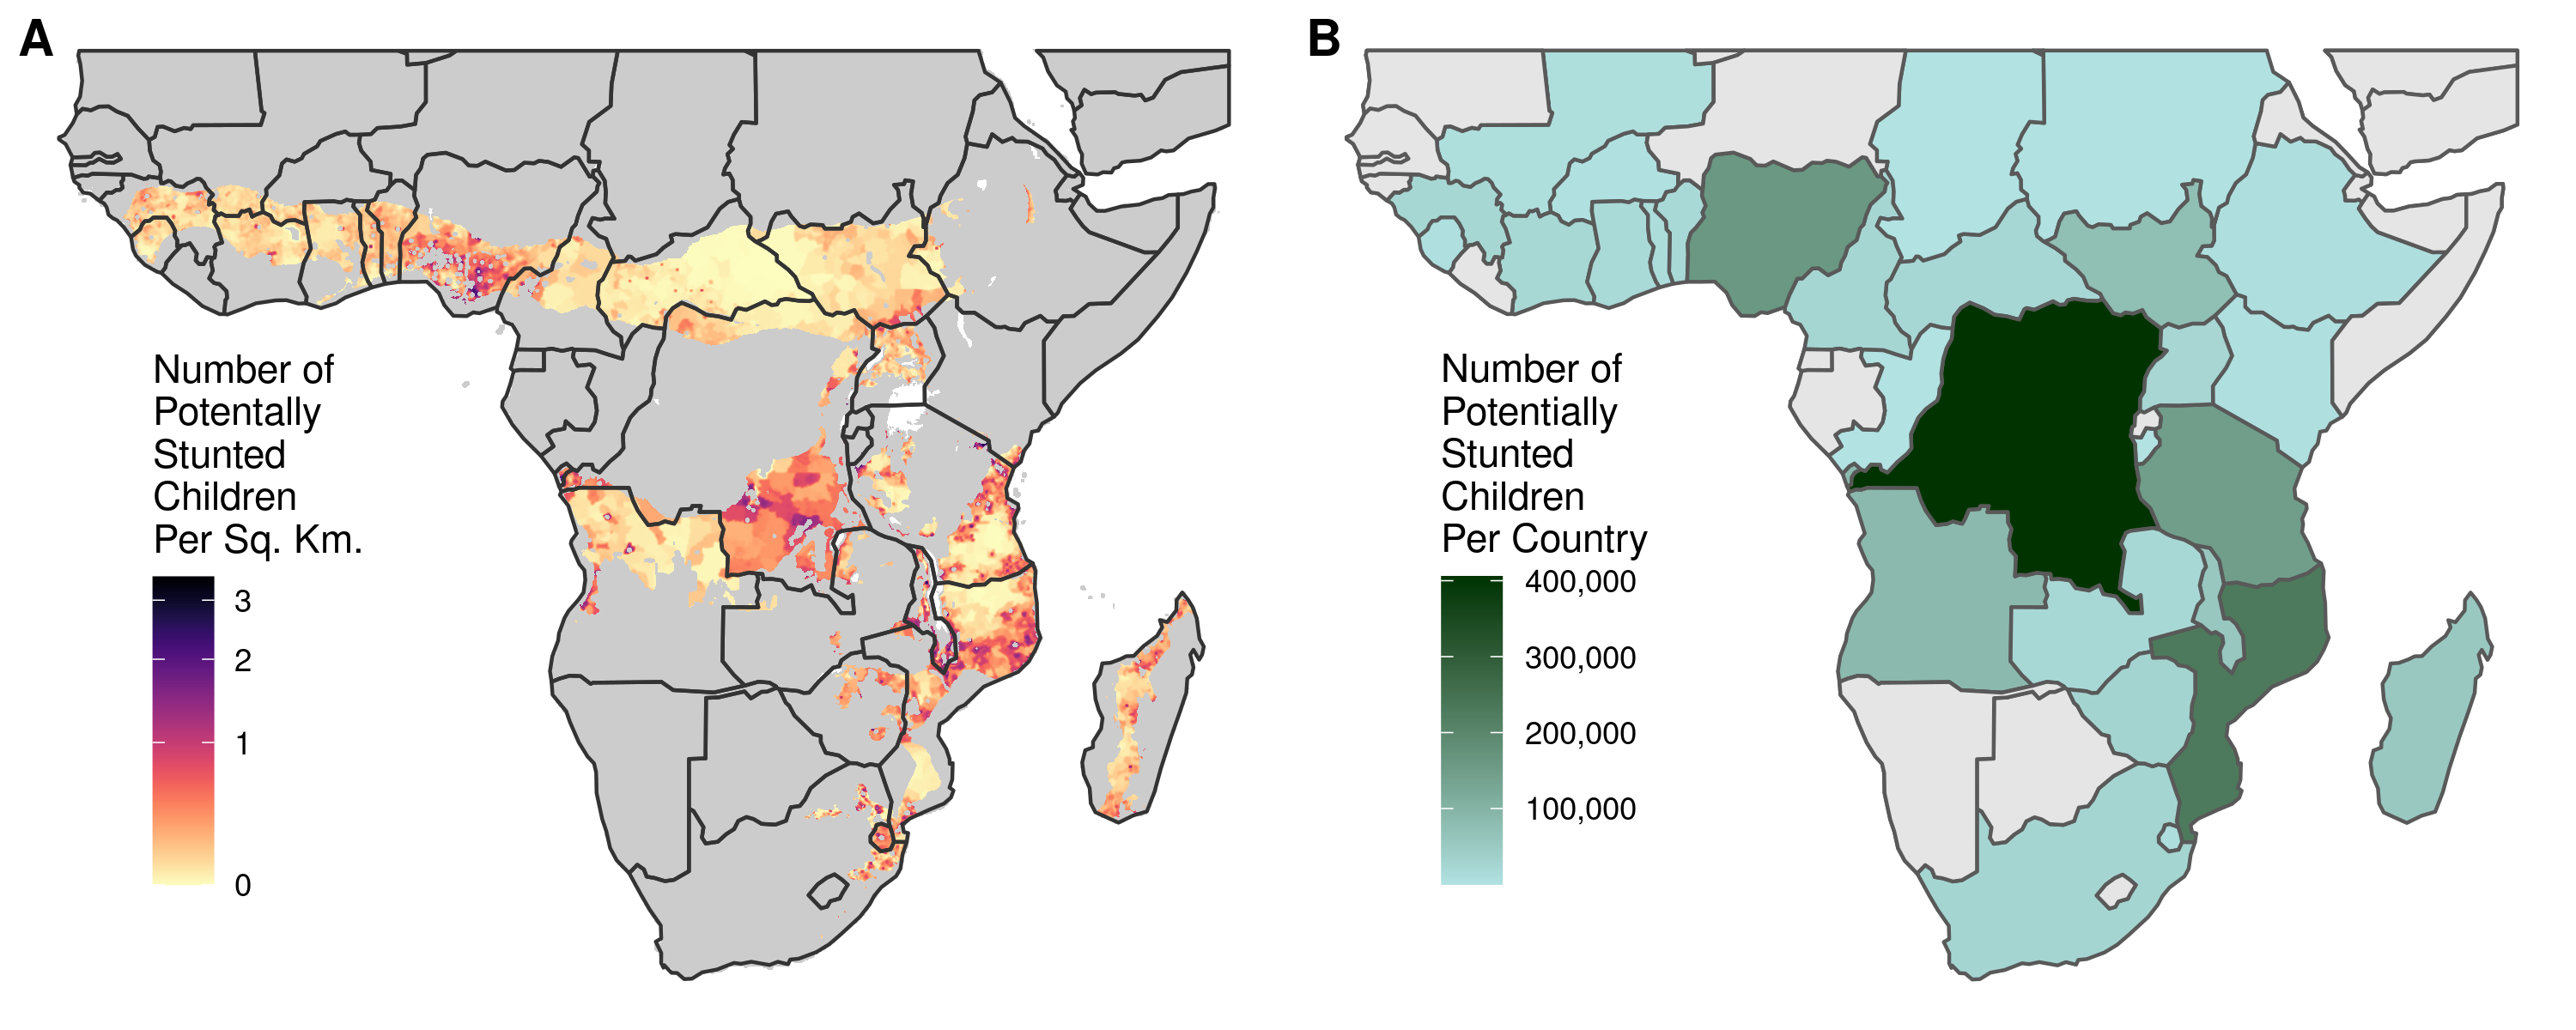 A
Number of
Potentally
Stunted
Children
Per Sq. Km.
3
2
1
0
B
Number of
Potentially
Stunted
Children
Per Country
400,000
300,000
200,000
100,000